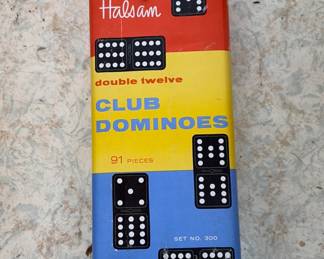 Halsam
double twelve
CLUB
DOMINOES
91 PIECES
SET NO. 300